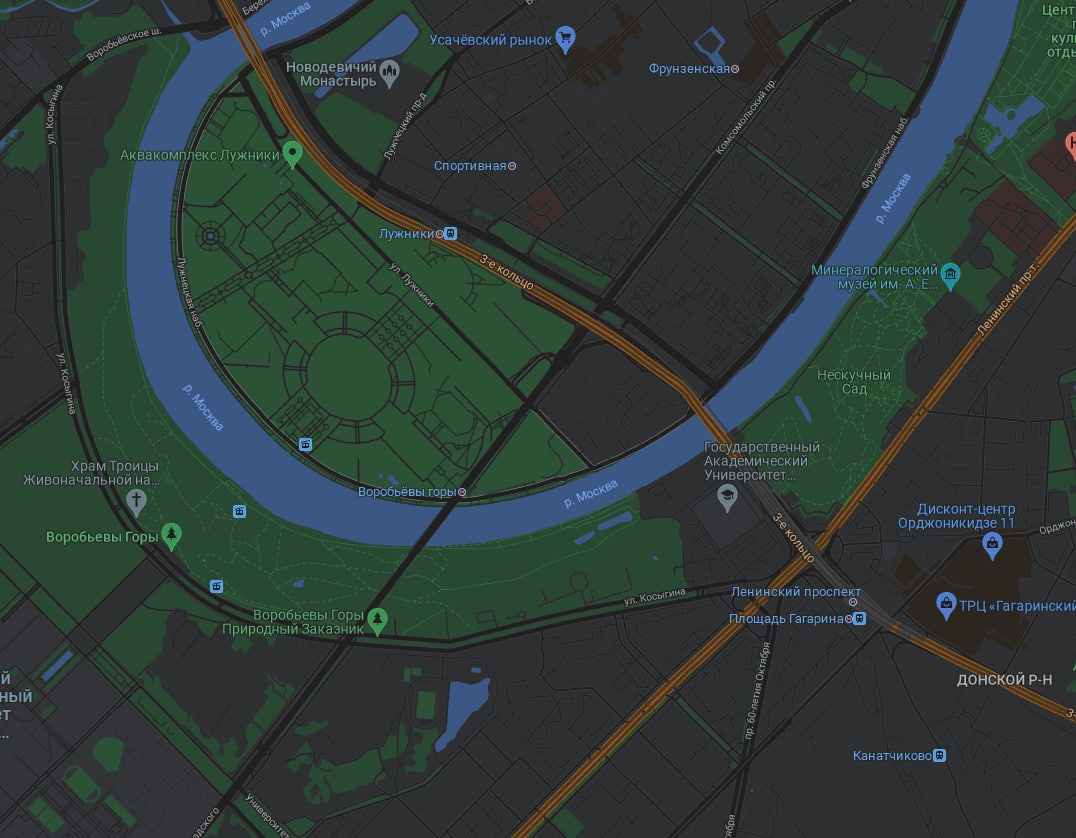 Воробьёвское ш.
р. Москва
Усачёвский рынок
Фрунзенская
Новодевичий
Монастырь
ул. Косыгина
Лужнецкий пр-д
Комсомольский пр.
Фрунзенская наб.
Аквакомплекс Лужники
Спортивная
р. Москва
Лужники
3-е кольцо
ул. Лужники
Лужнецкая наб.
Минералогический
музей им. А. Е...
Ленинский пр-т.
ул. Косыгина
р. Москва
Нескучный
Сад
Государственный
Академический
Университет...
Храм Троицы
Живоначальной на...
Воробьёвы горы
р. Москва
Воробьевы Горы
3-е кольцо
Дисконт-центр
Орджоникидзе 11
ул. Косыгина
Ленинский проспект
Площадь Гагарина
ТРЦ «Гагаринский
Воробьевы Горы
Природный Заказник
пр. 60-летия Октября
ДОНСКОЙ Р-Н
Канатчиково